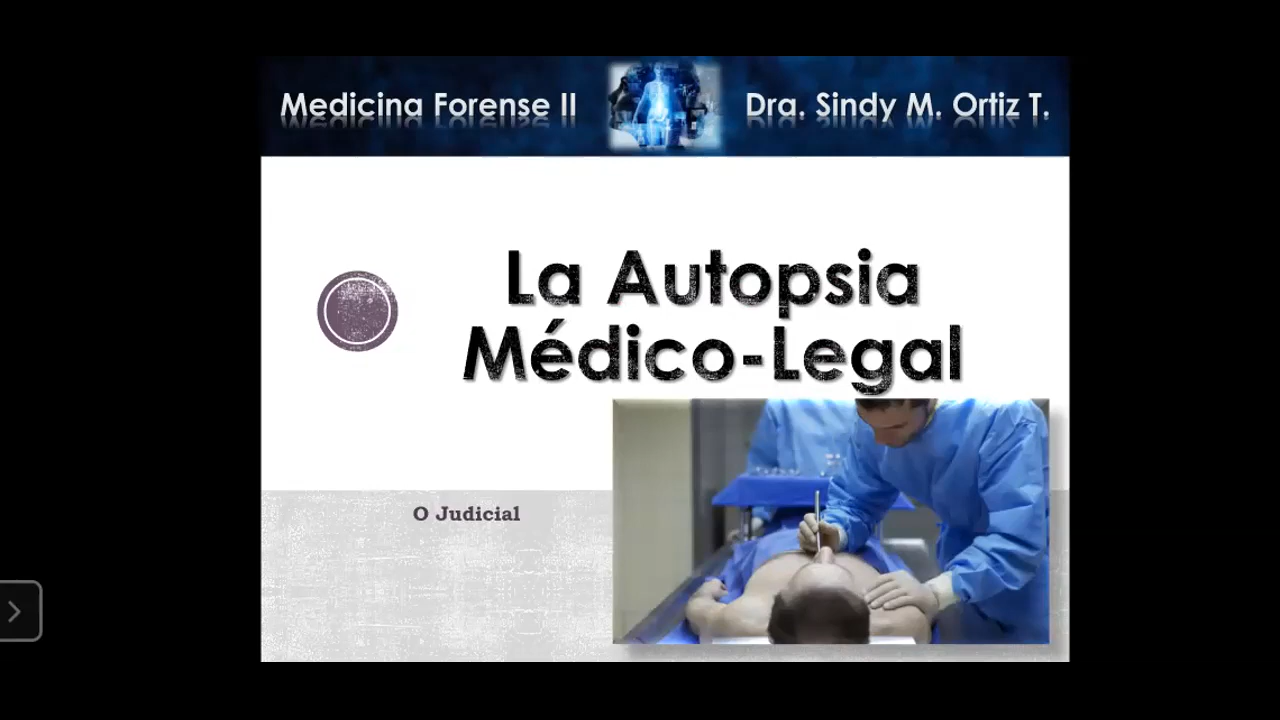 Medicina Forense II
Dra. Sindy M. Ortiz T.
La Autopsia
Médico-Legal
O Judicial